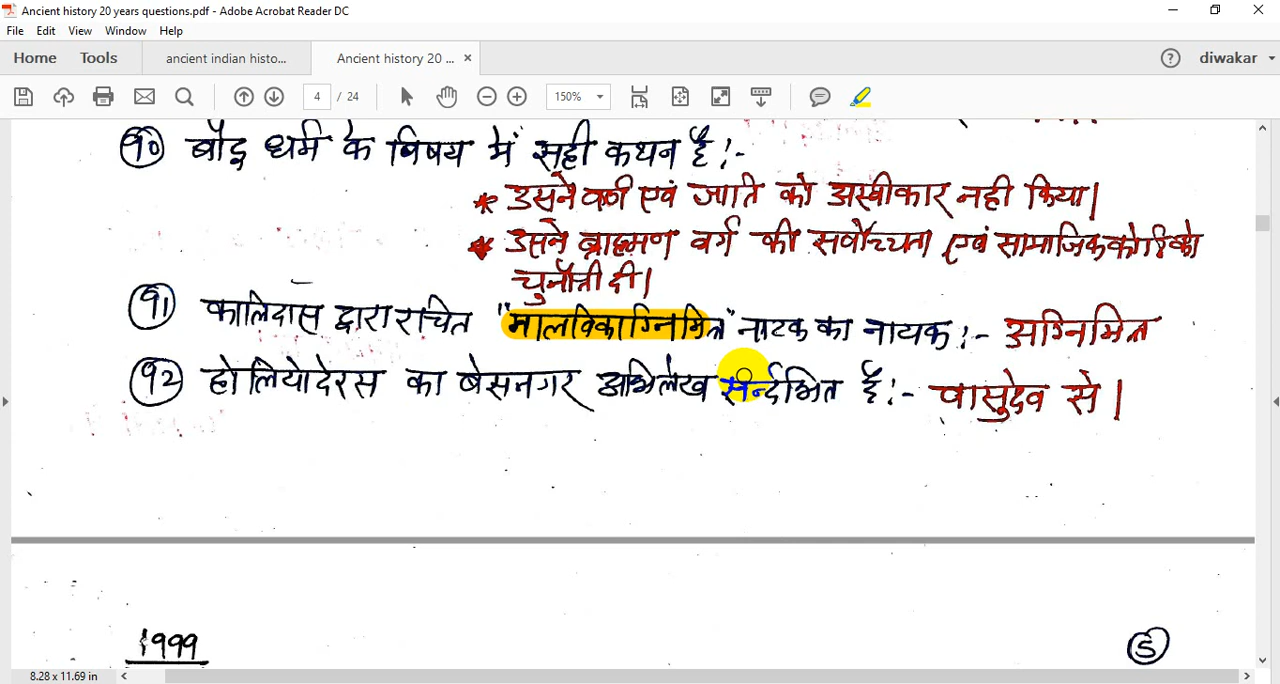 Ancient history 20 years questions.pdf - Adobe Acrobat Reader DC
File Edit View Window Help
Home Tools ancient indian histo... Ancient history 20 ... × ? diwakar
4 / 24 150%
90 बौद्ध धर्म के विषय में सही कथन है :-
* उसने वर्ण एवं जाति को अस्वीकार नही किया।
* उसने ब्राह्मण वर्ग की सर्वोच्चता एवं सामाजिक कोटि को
चुनौती दी।
91 कालिदास द्वारा रचित "मालविकाग्निमित्र" नाटक का नायक :- अग्निमित्र
92 होलियोदेरस का बेसनगर अभिलेख सर्न्दभित है :- वासुदेव से।
1999 5
8.28 x 11.69 in